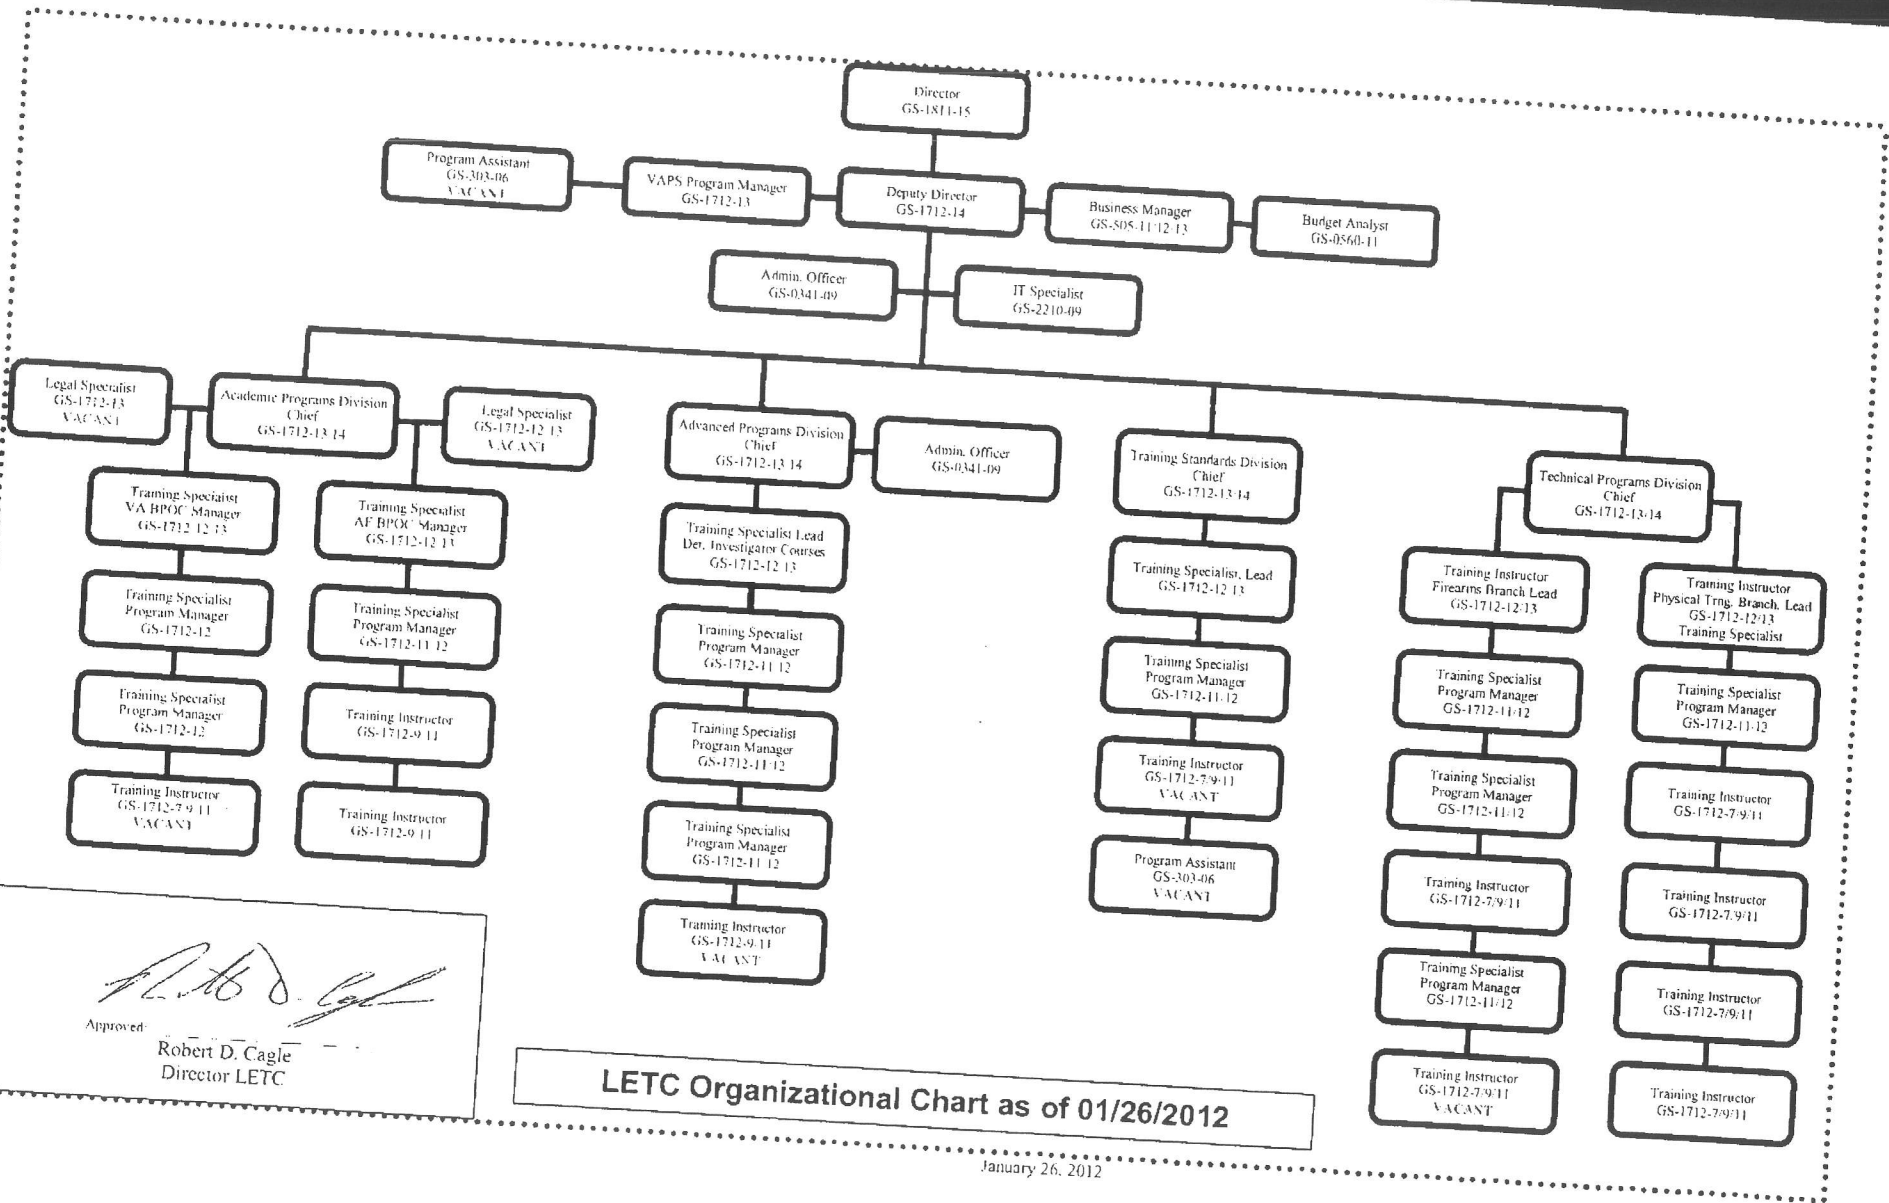 Director
GS-1811-15
Program Assistant
GS-303-06
VACANT
VAPS Program Manager
GS-1712-13
Deputy Director
GS-1712-14
Business Manager
GS-505-11/12-13
Budget Analyst
GS-0560-11
Admin. Officer
GS-0341-09
IT Specialist
GS-2210-09
Legal Specialist
GS-1712-13
VACANT
Academic Programs Division
Chief
GS-1712-13/14
Legal Specialist
GS-1712-12/13
VACANT
Training Specialist
VA BPOC Manager
GS-1712-12/13
Training Specialist
Program Manager
GS-1712-12
Training Specialist
Program Manager
GS-1712-12
Training Instructor
GS-1712-7/9/11
VACANT
Training Specialist
AF BPOC Manager
GS-1712-12/13
Training Specialist
Program Manager
GS-1712-11/12
Training Instructor
GS-1712-9/11
Training Instructor
GS-1712-9/11
Advanced Programs Division
Chief
GS-1712-13/14
Admin. Officer
GS-0341-09
Training Specialist Lead
Det. Investigator Courses
GS-1712-12/13
Training Specialist
Program Manager
GS-1712-11/12
Training Specialist
Program Manager
GS-1712-11/12
Training Specialist
Program Manager
GS-1712-11/12
Training Instructor
GS-1712-9/11
VACANT
Training Standards Division
Chief
GS-1712-13/14
Training Specialist, Lead
GS-1712-12/13
Training Specialist
Program Manager
GS-1712-11/12
Training Instructor
GS-1712-7/9/11
VACANT
Program Assistant
GS-303-06
VACANT
Technical Programs Division
Chief
GS-1712-13/14
Training Instructor
Firearms Branch Lead
GS-1712-12/13
Training Specialist
Program Manager
GS-1712-11/12
Training Specialist
Program Manager
GS-1712-11/12
Training Instructor
GS-1712-7/9/11
Training Specialist
Program Manager
GS-1712-11/12
Training Instructor
GS-1712-7/9/11
VACANT
Training Instructor
Physical Trng. Branch, Lead
GS-1712-12/13
Training Specialist
Training Specialist
Program Manager
GS-1712-11/12
Training Instructor
GS-1712-7/9/11
Training Instructor
GS-1712-7/9/11
Training Instructor
GS-1712-7/9/11
Training Instructor
GS-1712-7/9/11
Approved:
Robert D. Cagle
Director LETC
LETC Organizational Chart as of 01/26/2012
January 26, 2012